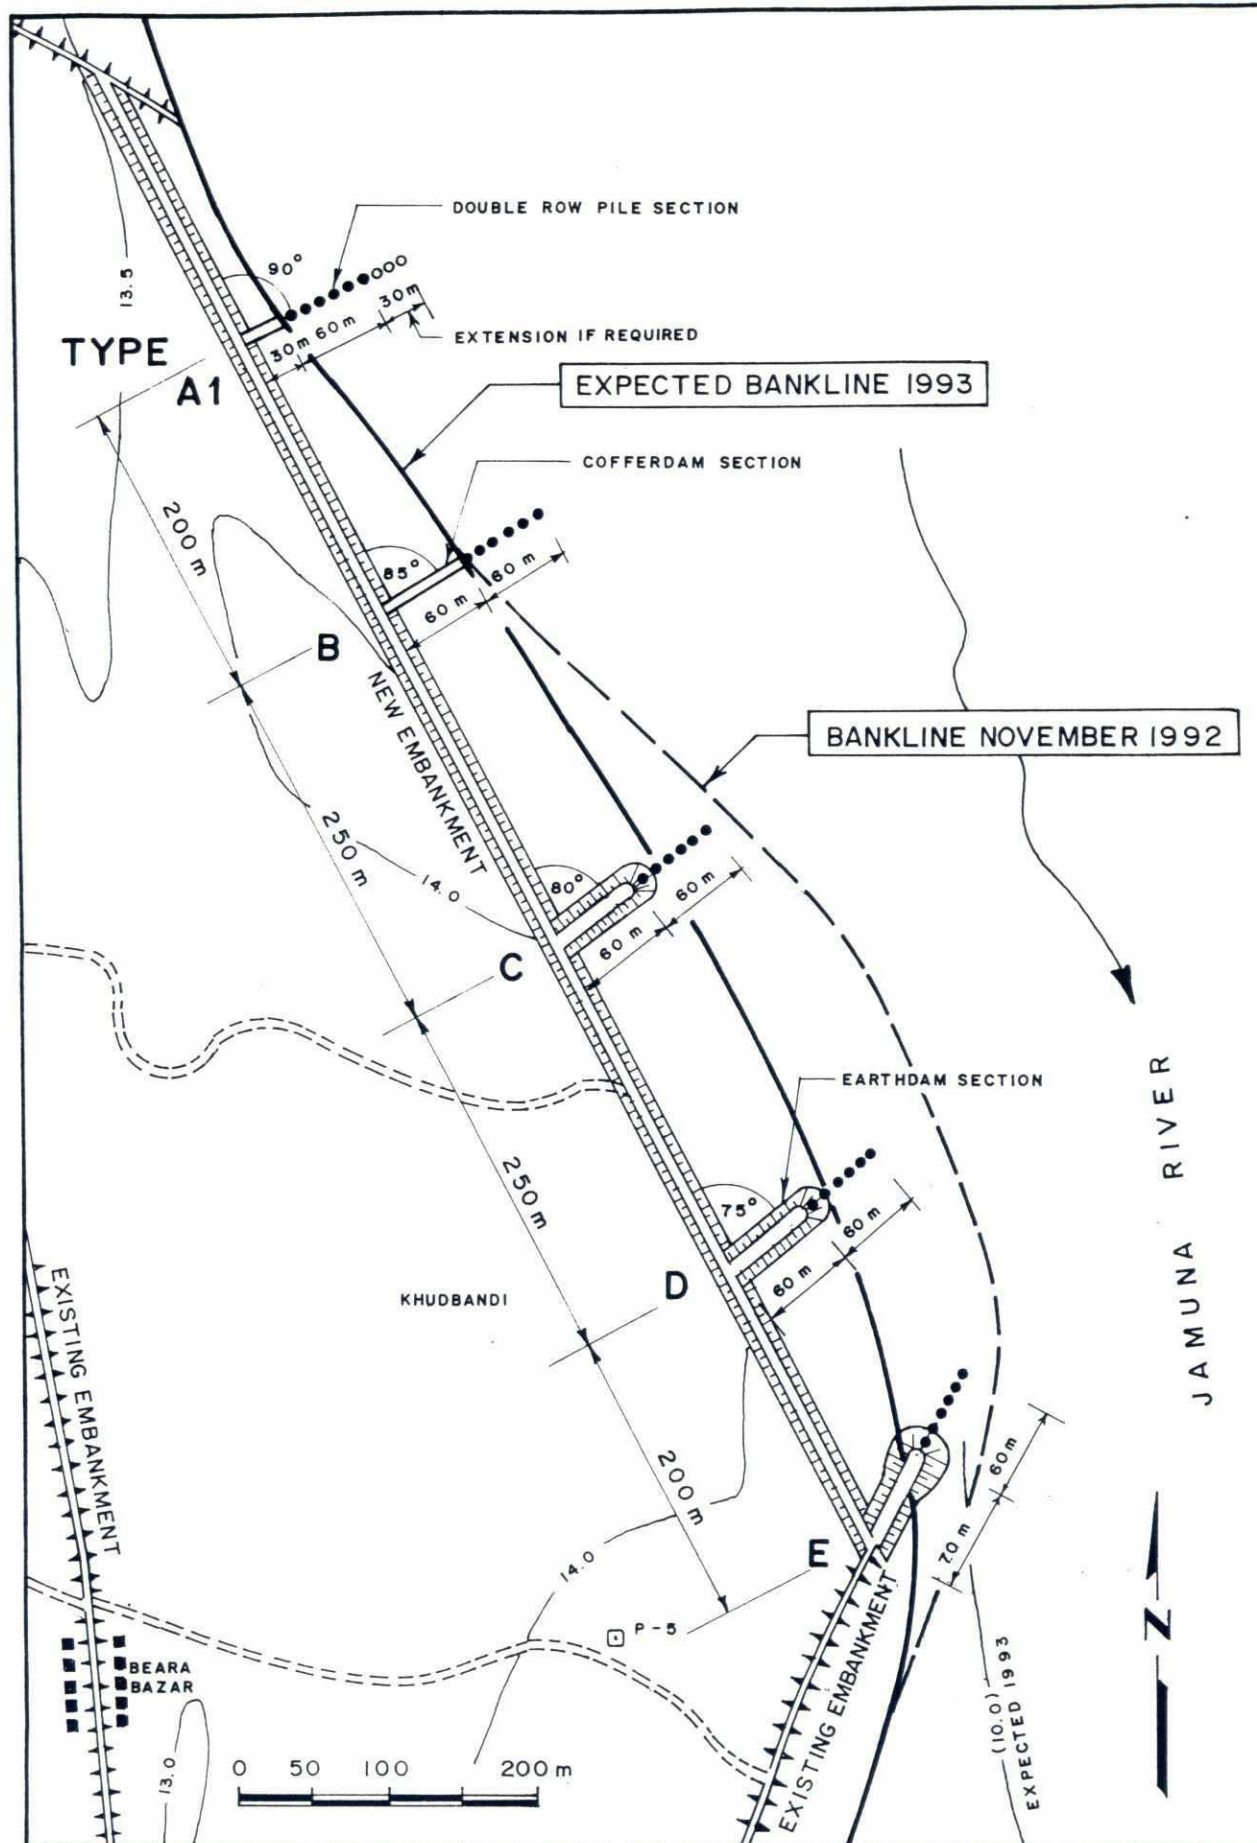 DOUBLE ROW PILE SECTION
13.5
90°
30m
60m
30m
EXTENSION IF REQUIRED
TYPE
A1
EXPECTED BANKLINE 1993
COFFERDAM SECTION
200 m
85°
60 m
60 m
B
NEW EMBANKMENT
BANKLINE NOVEMBER 1992
250 m
14.0
80°
60 m
60 m
C
EARTHDAM SECTION
250m
75°
60 m
60 m
D
KHUDBANDI
JAMUNA RIVER
EXISTING EMBANKMENT
200 m
60m
70 m
E
14.0
P-5
EXISTING EMBANKMENT
N
BEARA
BAZAR
13.0
(10.0)
EXPECTED 1993
0 50 100 200 m